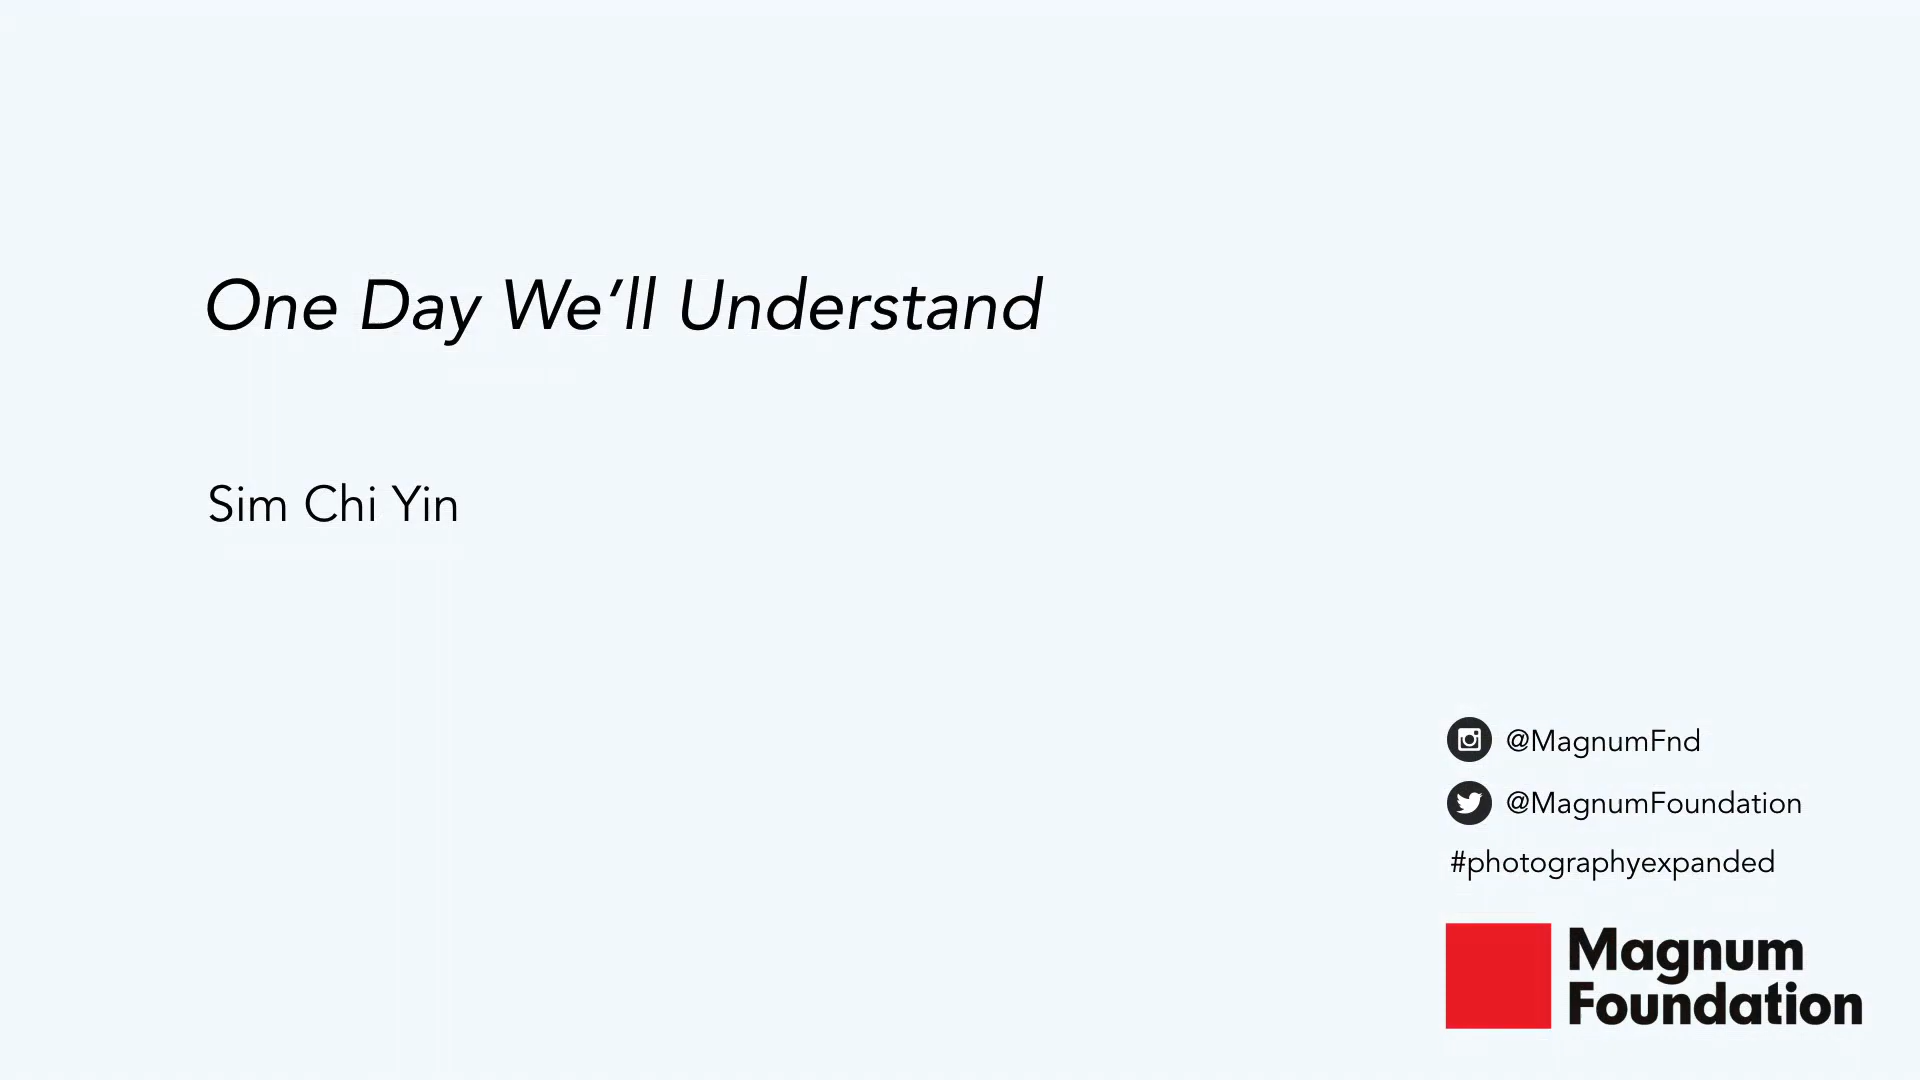 One Day We’ll Understand
Sim Chi Yin
@MagnumFnd
@MagnumFoundation
#photographyexpanded
Magnum
Foundation